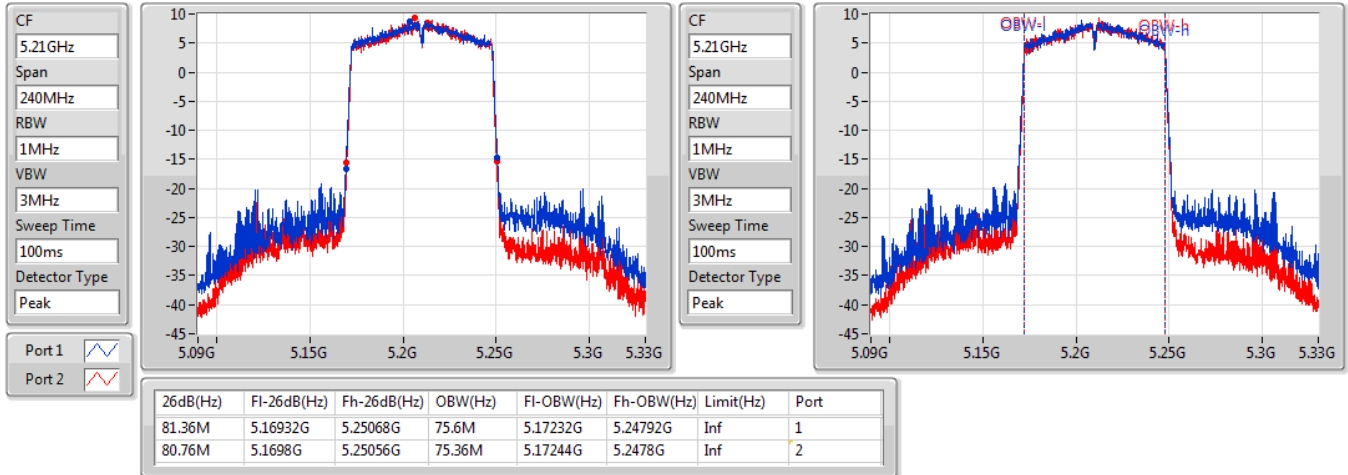 CF
5.21GHz
Span
240MHz
RBW
1MHz
VBW
3MHz
Sweep Time
100ms
Detector Type
Peak
Port 1
Port 2
10
5
0
-5
-10
-15
-20
-25
-30
-35
-40
-45
5.09G 5.15G 5.2G 5.25G 5.3G 5.33G
CF
5.21GHz
Span
240MHz
RBW
1MHz
VBW
3MHz
Sweep Time
100ms
Detector Type
Peak
10
5
0
-5
-10
-15
-20
-25
-30
-35
-40
-45
OBW-l OBW-h
OBW-l OBW-h
5.09G 5.15G 5.2G 5.25G 5.3G 5.33G
26dB(Hz) Fl-26dB(Hz) Fh-26dB(Hz) OBW(Hz) Fl-OBW(Hz) Fh-OBW(Hz) Limit(Hz) Port
81.36M 5.16932G 5.25068G 75.6M 5.17232G 5.24792G Inf 1
80.76M 5.1698G 5.25056G 75.36M 5.17244G 5.2478G Inf 2